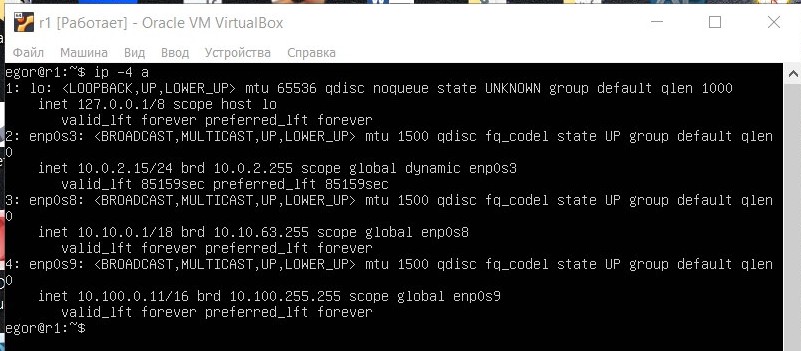 r1 [Работает] - Oracle VM VirtualBox
Файл Машина Вид Ввод Устройства Справка
egor@r1:~$ ip -4 a
1: lo: <LOOPBACK,UP,LOWER_UP> mtu 65536 qdisc noqueue state UNKNOWN group default qlen 1000
    inet 127.0.0.1/8 scope host lo
       valid_lft forever preferred_lft forever
2: enp0s3: <BROADCAST,MULTICAST,UP,LOWER_UP> mtu 1500 qdisc fq_codel state UP group default qlen
0
    inet 10.0.2.15/24 brd 10.0.2.255 scope global dynamic enp0s3
       valid_lft 85159sec preferred_lft 85159sec
3: enp0s8: <BROADCAST,MULTICAST,UP,LOWER_UP> mtu 1500 qdisc fq_codel state UP group default qlen
0
    inet 10.10.0.1/18 brd 10.10.63.255 scope global enp0s8
       valid_lft forever preferred_lft forever
4: enp0s9: <BROADCAST,MULTICAST,UP,LOWER_UP> mtu 1500 qdisc fq_codel state UP group default qlen
0
    inet 10.100.0.11/16 brd 10.100.255.255 scope global enp0s9
       valid_lft forever preferred_lft forever
egor@r1:~$